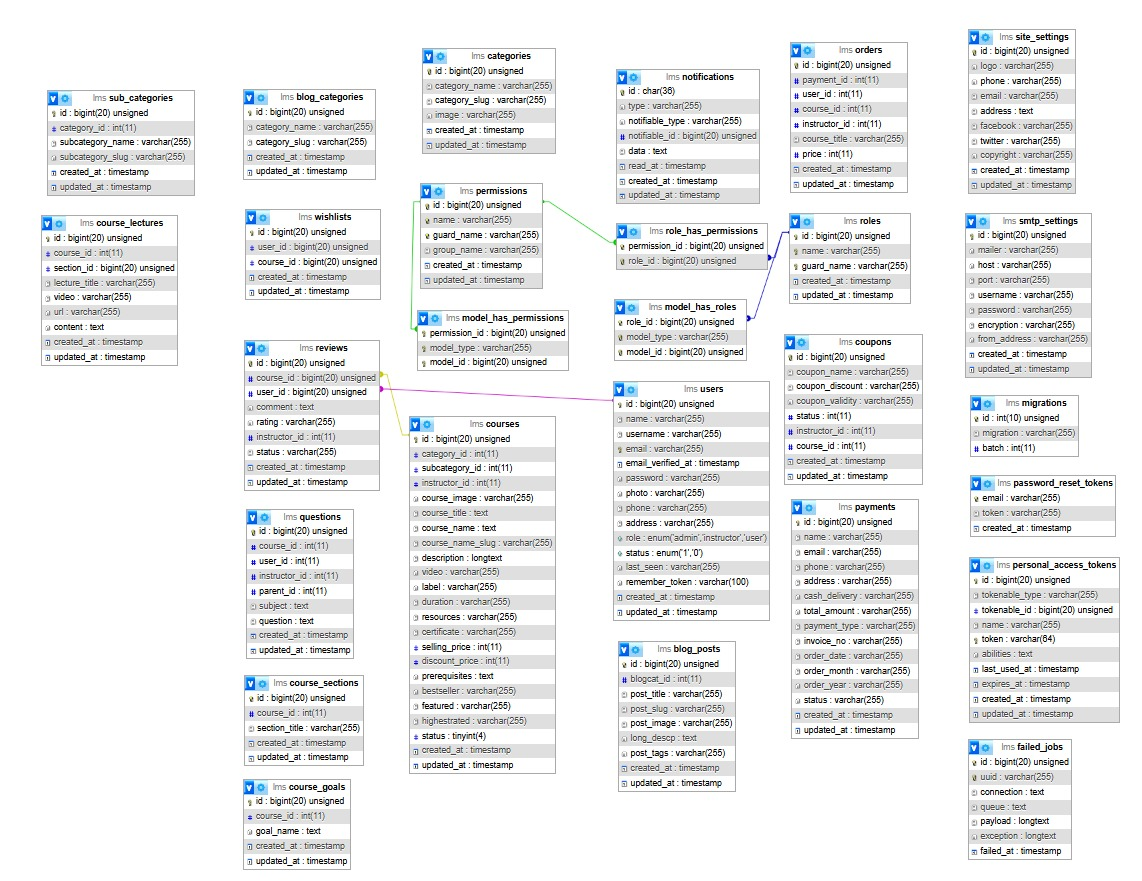 lms sub_categories
id : bigint(20) unsigned
category_id : int(11)
subcategory_name : varchar(255)
subcategory_slug : varchar(255)
created_at : timestamp
updated_at : timestamp
lms course_lectures
id : bigint(20) unsigned
course_id : int(11)
section_id : bigint(20) unsigned
lecture_title : varchar(255)
video : varchar(255)
url : varchar(255)
content : text
created_at : timestamp
updated_at : timestamp
lms blog_categories
id : bigint(20) unsigned
category_name : varchar(255)
category_slug : varchar(255)
created_at : timestamp
updated_at : timestamp
lms wishlists
id : bigint(20) unsigned
user_id : bigint(20) unsigned
course_id : bigint(20) unsigned
created_at : timestamp
updated_at : timestamp
lms reviews
id : bigint(20) unsigned
course_id : bigint(20) unsigned
user_id : bigint(20) unsigned
comment : text
rating : varchar(255)
instructor_id : int(11)
status : varchar(255)
created_at : timestamp
updated_at : timestamp
lms questions
id : bigint(20) unsigned
course_id : int(11)
user_id : int(11)
instructor_id : int(11)
parent_id : int(11)
subject : text
question : text
created_at : timestamp
updated_at : timestamp
lms course_sections
id : bigint(20) unsigned
course_id : int(11)
section_title : varchar(255)
created_at : timestamp
updated_at : timestamp
lms course_goals
id : bigint(20) unsigned
course_id : int(11)
goal_name : text
created_at : timestamp
updated_at : timestamp
lms categories
id : bigint(20) unsigned
category_name : varchar(255)
category_slug : varchar(255)
image : varchar(255)
created_at : timestamp
updated_at : timestamp
lms permissions
id : bigint(20) unsigned
name : varchar(255)
guard_name : varchar(255)
group_name : varchar(255)
created_at : timestamp
updated_at : timestamp
lms model_has_permissions
permission_id : bigint(20) unsigned
model_type : varchar(255)
model_id : bigint(20) unsigned
lms courses
id : bigint(20) unsigned
category_id : int(11)
subcategory_id : int(11)
instructor_id : int(11)
course_image : varchar(255)
course_title : text
course_name : text
course_name_slug : varchar(255)
description : longtext
video : varchar(255)
label : varchar(255)
duration : varchar(255)
resources : varchar(255)
certificate : varchar(255)
selling_price : int(11)
discount_price : int(11)
prerequisites : text
bestseller : varchar(255)
featured : varchar(255)
highestrated : varchar(255)
status : tinyint(4)
created_at : timestamp
updated_at : timestamp
lms notifications
id : char(36)
type : varchar(255)
notifiable_type : varchar(255)
notifiable_id : bigint(20) unsigned
data : text
read_at : timestamp
created_at : timestamp
updated_at : timestamp
lms role_has_permissions
permission_id : bigint(20) unsigned
role_id : bigint(20) unsigned
lms model_has_roles
role_id : bigint(20) unsigned
model_type : varchar(255)
model_id : bigint(20) unsigned
lms users
id : bigint(20) unsigned
name : varchar(255)
username : varchar(255)
email : varchar(255)
email_verified_at : timestamp
password : varchar(255)
photo : varchar(255)
phone : varchar(255)
address : varchar(255)
role : enum('admin','instructor','user')
status : enum('1','0')
last_seen : varchar(255)
remember_token : varchar(100)
created_at : timestamp
updated_at : timestamp
lms blog_posts
id : bigint(20) unsigned
blogcat_id : int(11)
post_title : varchar(255)
post_slug : varchar(255)
post_image : varchar(255)
long_descp : text
post_tags : varchar(255)
created_at : timestamp
updated_at : timestamp
lms orders
id : bigint(20) unsigned
payment_id : int(11)
user_id : int(11)
course_id : int(11)
instructor_id : int(11)
course_title : varchar(255)
price : int(11)
created_at : timestamp
updated_at : timestamp
lms roles
id : bigint(20) unsigned
name : varchar(255)
guard_name : varchar(255)
created_at : timestamp
updated_at : timestamp
lms coupons
id : bigint(20) unsigned
coupon_name : varchar(255)
coupon_discount : varchar(255)
coupon_validity : varchar(255)
status : int(11)
instructor_id : int(11)
course_id : int(11)
created_at : timestamp
updated_at : timestamp
lms payments
id : bigint(20) unsigned
name : varchar(255)
email : varchar(255)
phone : varchar(255)
address : varchar(255)
cash_delivery : varchar(255)
total_amount : varchar(255)
payment_type : varchar(255)
invoice_no : varchar(255)
order_date : varchar(255)
order_month : varchar(255)
order_year : varchar(255)
status : varchar(255)
created_at : timestamp
updated_at : timestamp
lms site_settings
id : bigint(20) unsigned
logo : varchar(255)
phone : varchar(255)
email : varchar(255)
address : text
facebook : varchar(255)
twitter : varchar(255)
copyright : varchar(255)
created_at : timestamp
updated_at : timestamp
lms smtp_settings
id : bigint(20) unsigned
mailer : varchar(255)
host : varchar(255)
port : varchar(255)
username : varchar(255)
password : varchar(255)
encryption : varchar(255)
from_address : varchar(255)
created_at : timestamp
updated_at : timestamp
lms migrations
id : int(10) unsigned
migration : varchar(255)
batch : int(11)
lms password_reset_tokens
email : varchar(255)
token : varchar(255)
created_at : timestamp
lms personal_access_tokens
id : bigint(20) unsigned
tokenable_type : varchar(255)
tokenable_id : bigint(20) unsigned
name : varchar(255)
token : varchar(64)
abilities : text
last_used_at : timestamp
expires_at : timestamp
created_at : timestamp
updated_at : timestamp
lms failed_jobs
id : bigint(20) unsigned
uuid : varchar(255)
connection : text
queue : text
payload : longtext
exception : longtext
failed_at : timestamp